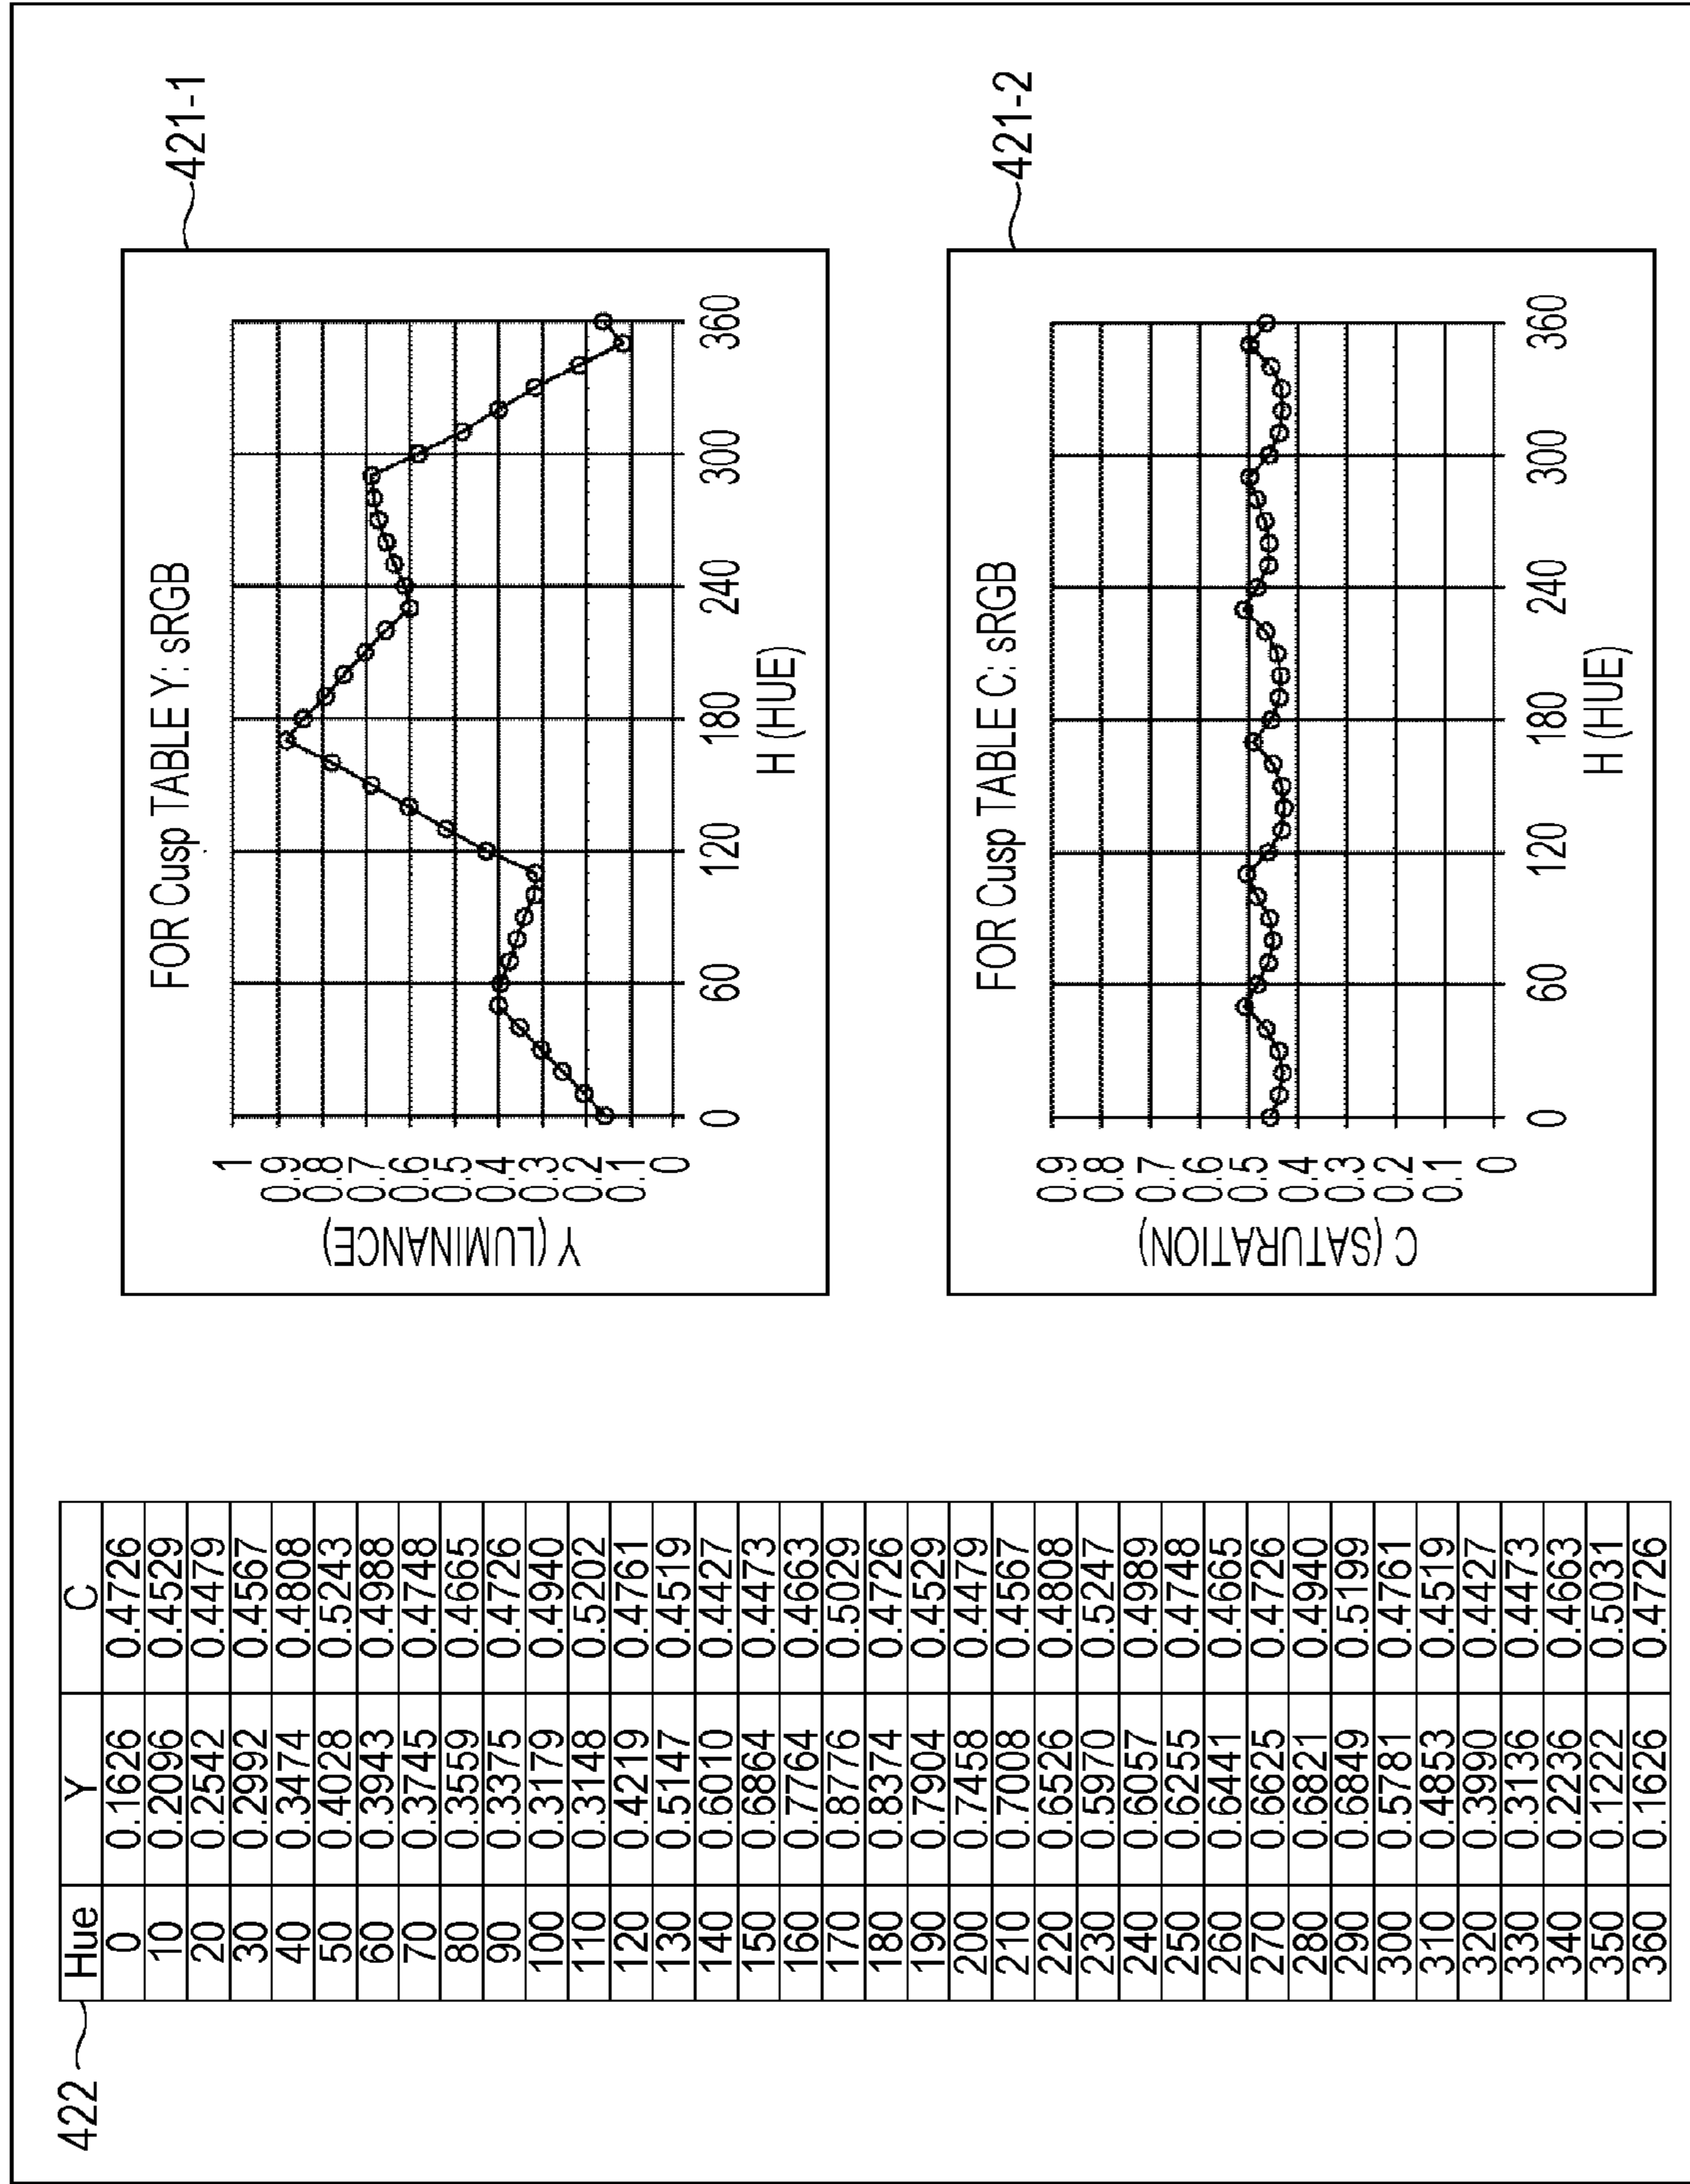 422
Hue Y C
0 0.1626 0.4726
10 0.2096 0.4529
20 0.2542 0.4479
30 0.2992 0.4567
40 0.3474 0.4808
50 0.4028 0.5243
60 0.3943 0.4988
70 0.3745 0.4748
80 0.3559 0.4665
90 0.3375 0.4726
100 0.3179 0.4940
110 0.3148 0.5202
120 0.4219 0.4761
130 0.5147 0.4519
140 0.6010 0.4427
150 0.6864 0.4473
160 0.7764 0.4663
170 0.8776 0.5029
180 0.8374 0.4726
190 0.7904 0.4529
200 0.7458 0.4479
210 0.7008 0.4567
220 0.6526 0.4808
230 0.5970 0.5247
240 0.6057 0.4989
250 0.6255 0.4748
260 0.6441 0.4665
270 0.6625 0.4726
280 0.6821 0.4940
290 0.6849 0.5199
300 0.5781 0.4761
310 0.4853 0.4519
320 0.3990 0.4427
330 0.3136 0.4473
340 0.2236 0.4663
350 0.1222 0.5031
360 0.1626 0.4726
421-1
FOR Cusp TABLE Y: sRGB
Y (LUMINANCE)
1
0.9
0.8
0.7
0.6
0.5
0.4
0.3
0.2
0.1
0
0 60 120 180 240 300 360
H (HUE)
421-2
FOR Cusp TABLE C: sRGB
C (SATURATION)
0.9
0.8
0.7
0.6
0.5
0.4
0.3
0.2
0.1
0
0 60 120 180 240 300 360
H (HUE)